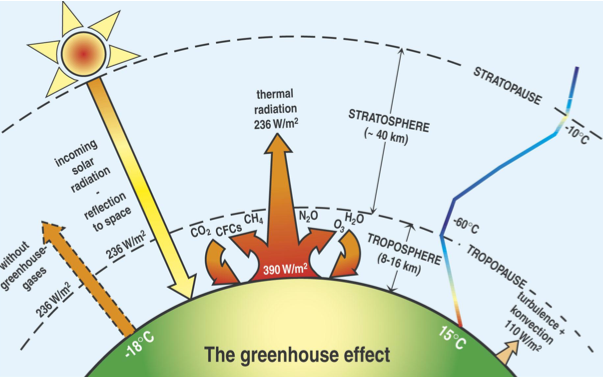 STRATOPAUSE
-10°C
thermal
radiation
236 W/m²
STRATOSPHERE
(~ 40 km)
incoming
solar
radiation
-
reflection
to space
236 W/m²
without
greenhouse-
gases
236 W/m²
CO₂
CFCs
CH₄
N₂O
O₃
H₂O
390 W/m²
TROPOSPHERE
(8-16 km)
-60°C
TROPOPAUSE
turbulence +
konvection
110 W/m²
-18°C
15°C
The greenhouse effect